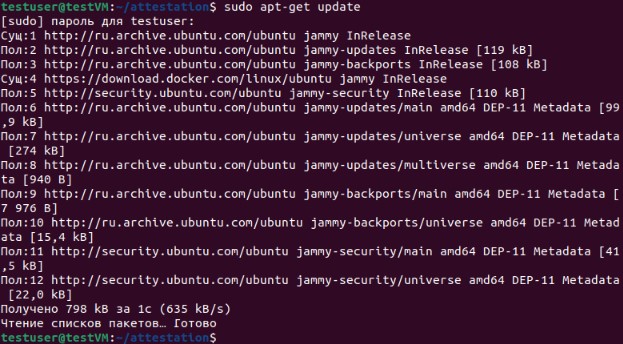 testuser@testVM:~/attestation$ sudo apt-get update
[sudo] пароль для testuser:
Сущ:1 http://ru.archive.ubuntu.com/ubuntu jammy InRelease
Пол:2 http://ru.archive.ubuntu.com/ubuntu jammy-updates InRelease [119 kB]
Пол:3 http://ru.archive.ubuntu.com/ubuntu jammy-backports InRelease [108 kB]
Сущ:4 https://download.docker.com/linux/ubuntu jammy InRelease
Пол:5 http://security.ubuntu.com/ubuntu jammy-security InRelease [110 kB]
Пол:6 http://ru.archive.ubuntu.com/ubuntu jammy-updates/main amd64 DEP-11 Metadata [99
,9 kB]
Пол:7 http://ru.archive.ubuntu.com/ubuntu jammy-updates/universe amd64 DEP-11 Metadata
 [274 kB]
Пол:8 http://ru.archive.ubuntu.com/ubuntu jammy-updates/multiverse amd64 DEP-11 Metada
ta [940 B]
Пол:9 http://ru.archive.ubuntu.com/ubuntu jammy-backports/main amd64 DEP-11 Metadata [
7 976 B]
Пол:10 http://ru.archive.ubuntu.com/ubuntu jammy-backports/universe amd64 DEP-11 Metad
ata [15,4 kB]
Пол:11 http://security.ubuntu.com/ubuntu jammy-security/main amd64 DEP-11 Metadata [41
,5 kB]
Пол:12 http://security.ubuntu.com/ubuntu jammy-security/universe amd64 DEP-11 Metadata
 [22,0 kB]
Получено 798 kB за 1с (635 kB/s)
Чтение списков пакетов… Готово
testuser@testVM:~/attestation$